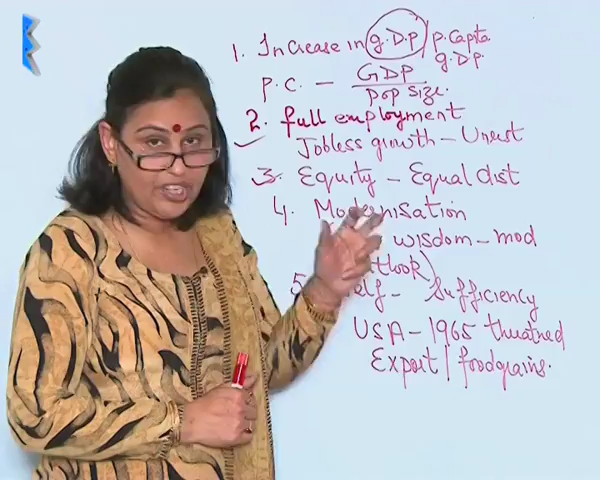 1. Increase in g.D.p / p.Capita
g.D.p.
p.c. — GDP
pop size.
2. full employment
Jobless growth — Unrest
3. Equity — Equal dist
4. Modernisation
wisdom — mod
outlook)
5. Self - Sufficiency
USA - 1965 theatned
Export / foodgrains.